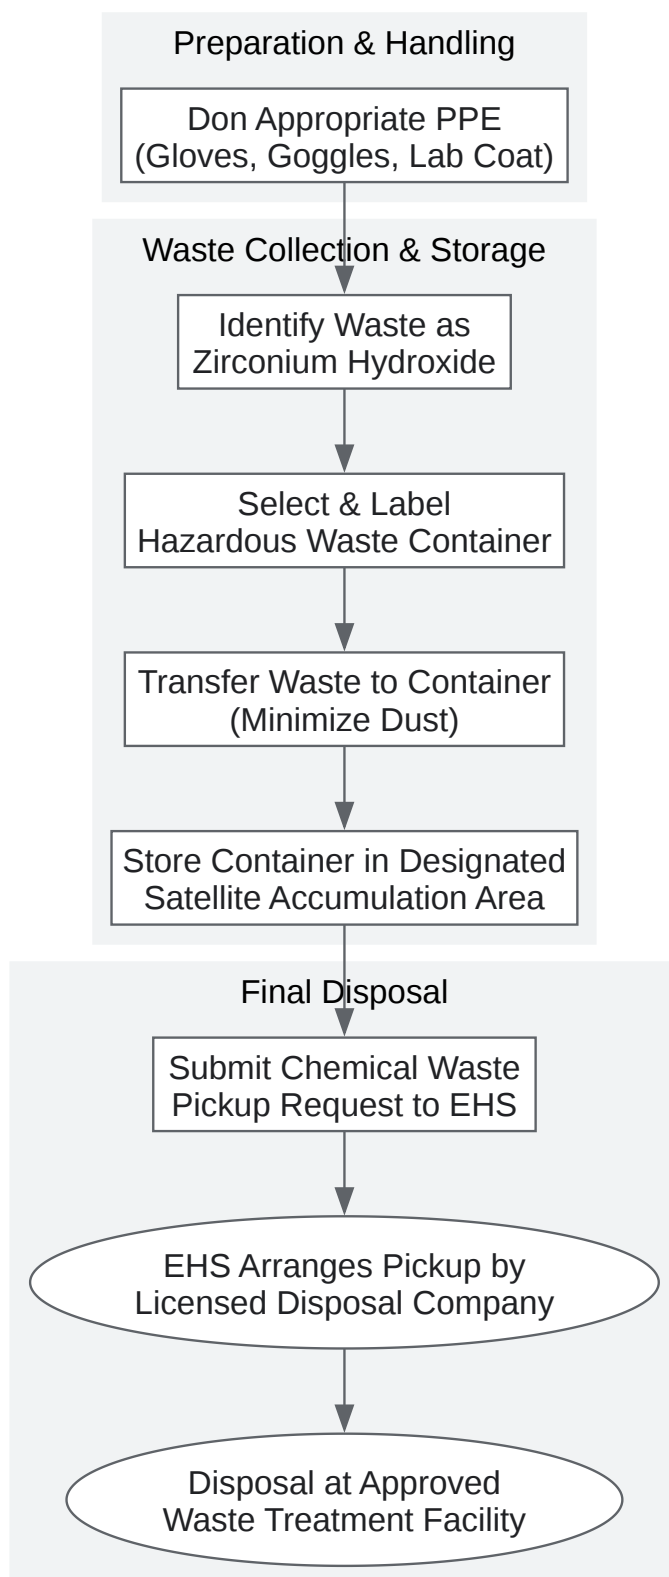 Preparation & Handling
Don Appropriate PPE
(Gloves, Goggles, Lab Coat)
Waste Collection & Storage
Identify Waste as
Zirconium Hydroxide
Select & Label
Hazardous Waste Container
Transfer Waste to Container
(Minimize Dust)
Store Container in Designated
Satellite Accumulation Area
Final Disposal
Submit Chemical Waste
Pickup Request to EHS
EHS Arranges Pickup by
Licensed Disposal Company
Disposal at Approved
Waste Treatment Facility